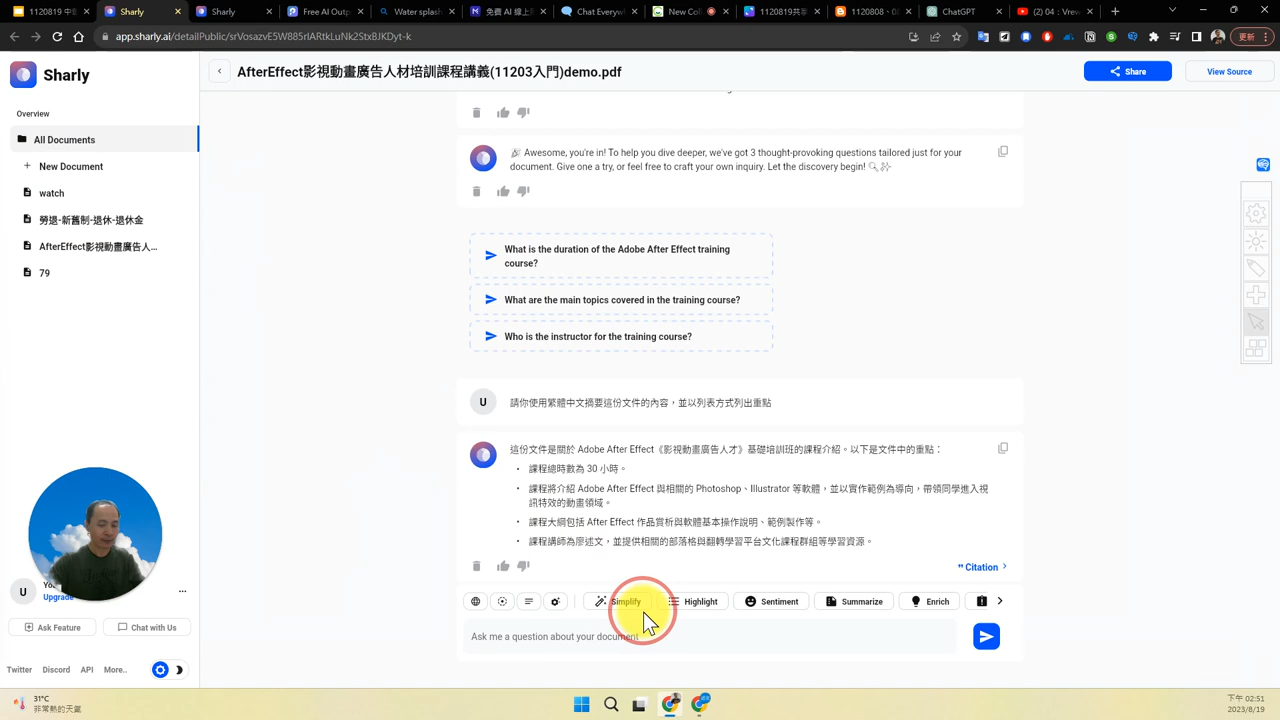 1120819 中彰
Sharly
Sharly
Free AI Outp
Water splash
免費 AI 線上
Chat Everyw
New Col
1120819共享
1120808、
ChatGPT
(2) 04：Vrew
app.sharly.ai/detailPublic/srVosazvE5W885rIARtkLuNk2StxBJKDyt-k
更新
Sharly
AfterEffect影視動畫廣告人材培訓課程講義(11203入門)demo.pdf
Share
View Source
Overview
All Documents
New Document
watch
勞退-新舊制-退休-退休金
AfterEffect影視動畫廣告人...
79
🎉 Awesome, you're in! To help you dive deeper, we've got 3 thought-provoking questions tailored just for your
document. Give one a try, or feel free to craft your own inquiry. Let the discovery begin! 🔍✨
What is the duration of the Adobe After Effect training
course?
What are the main topics covered in the training course?
Who is the instructor for the training course?
U
請你使用繁體中文摘要這份文件的內容，並以列表方式列出重點
這份文件是關於 Adobe After Effect《影視動畫廣告人才》基礎培訓班的課程介紹。以下是文件中的重點：
• 課程總時數為 30 小時。
• 課程將介紹 Adobe After Effect 與相關的 Photoshop、Illustrator 等軟體，並以實作範例為導向，帶領同學進入視
訊特效的動畫領域。
• 課程大綱包括 After Effect 作品賞析與軟體基本操作說明、範例製作等。
• 課程講師為廖述文，並提供相關的部落格與翻轉學習平台文化課程群組等學習資源。
Citation
Simplify
Highlight
Sentiment
Summarize
Enrich
Ask me a question about your document
U
You
Upgrade
...
Ask Feature
Chat with Us
Twitter
Discord
API
More..
31°C
非常熱的天氣
下午 02:51
2023/8/19